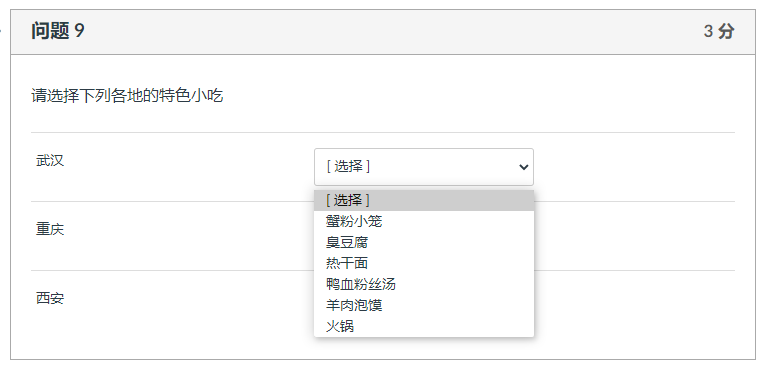 问题 9
3 分
请选择下列各地的特色小吃
武汉
[ 选择 ]
[ 选择 ]
蟹粉小笼
臭豆腐
热干面
鸭血粉丝汤
羊肉泡馍
火锅
重庆
西安